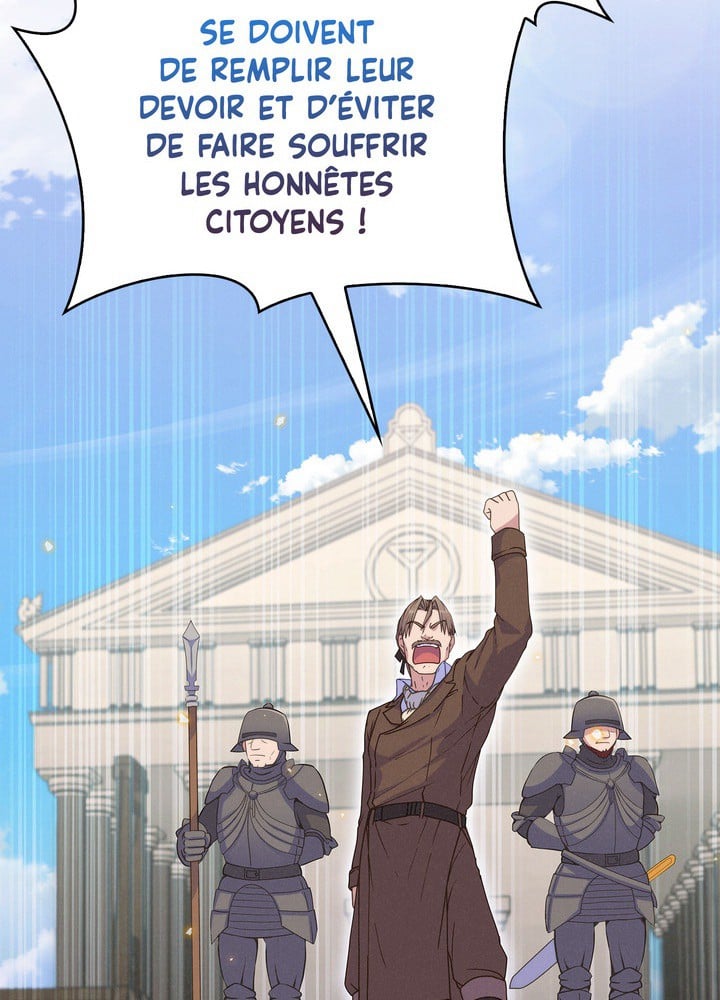 SE DOIVENT
DE REMPLIR LEUR
DEVOIR ET D'ÉVITER
DE FAIRE SOUFFRIR
LES HONNÊTES
CITOYENS !